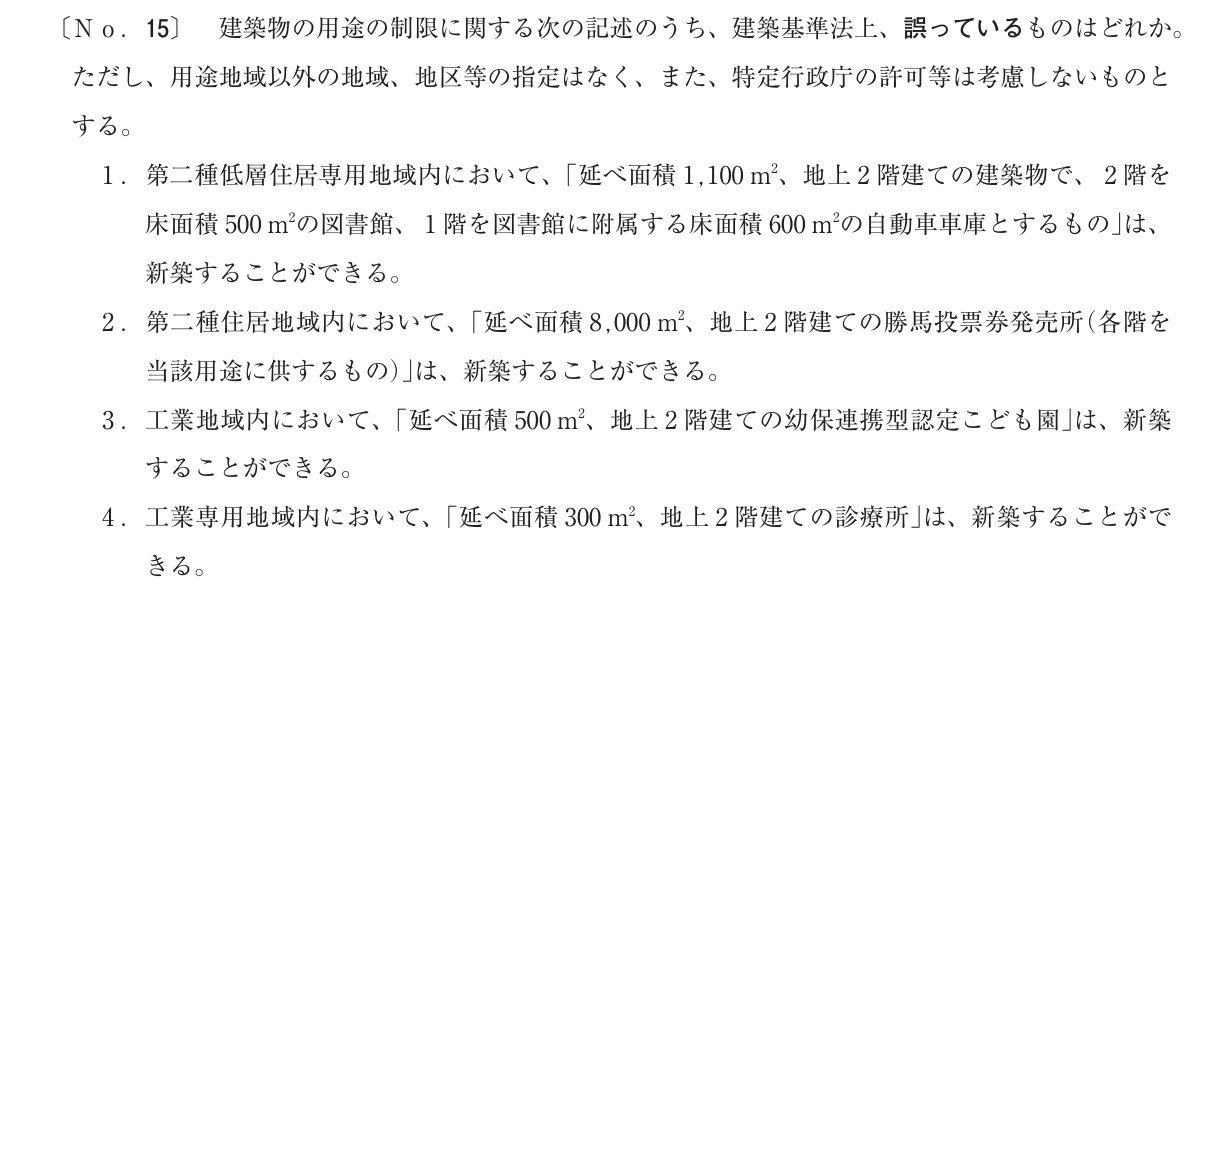 〔Ｎｏ．15〕　建築物の用途の制限に関する次の記述のうち、建築基準法上、誤っているものはどれか。
ただし、用途地域以外の地域、地区等の指定はなく、また、特定行政庁の許可等は考慮しないものと
する。
１．第二種低層住居専用地域内において、「延べ面積 1,100 m²、地上２階建ての建築物で、２階を
床面積 500 m²の図書館、１階を図書館に附属する床面積 600 m²の自動車車庫とするもの」は、
新築することができる。
２．第二種住居地域内において、「延べ面積 8,000 m²、地上２階建ての勝馬投票券発売所（各階を
当該用途に供するもの）」は、新築することができる。
３．工業地域内において、「延べ面積 500 m²、地上２階建ての幼保連携型認定こども園」は、新築
することができる。
４．工業専用地域内において、「延べ面積 300 m²、地上２階建ての診療所」は、新築することがで
きる。